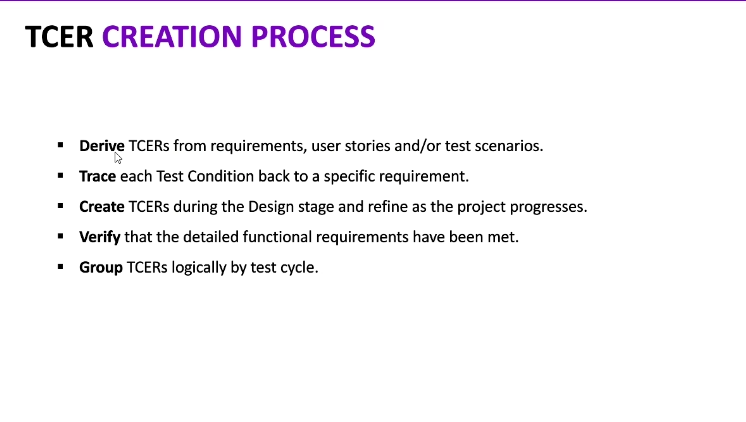 TCER CREATION PROCESS
▪ Derive TCERs from requirements, user stories and/or test scenarios.
▪ Trace each Test Condition back to a specific requirement.
▪ Create TCERs during the Design stage and refine as the project progresses.
▪ Verify that the detailed functional requirements have been met.
▪ Group TCERs logically by test cycle.